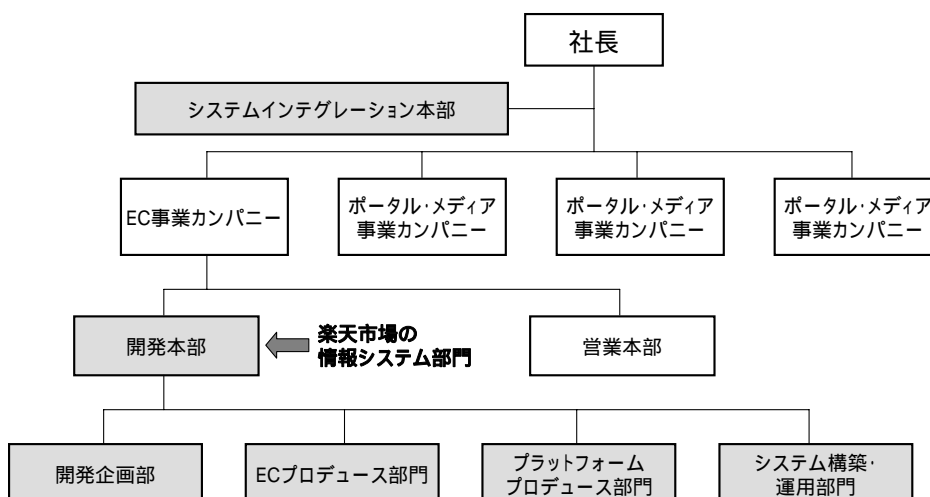 社長
システムインテグレーション本部
EC事業カンパニー
ポータル・メディア
事業カンパニー
ポータル・メディア
事業カンパニー
ポータル・メディア
事業カンパニー
開発本部
楽天市場の
情報システム部門
営業本部
開発企画部
ECプロデュース部門
プラットフォーム
プロデュース部門
システム構築・
運用部門